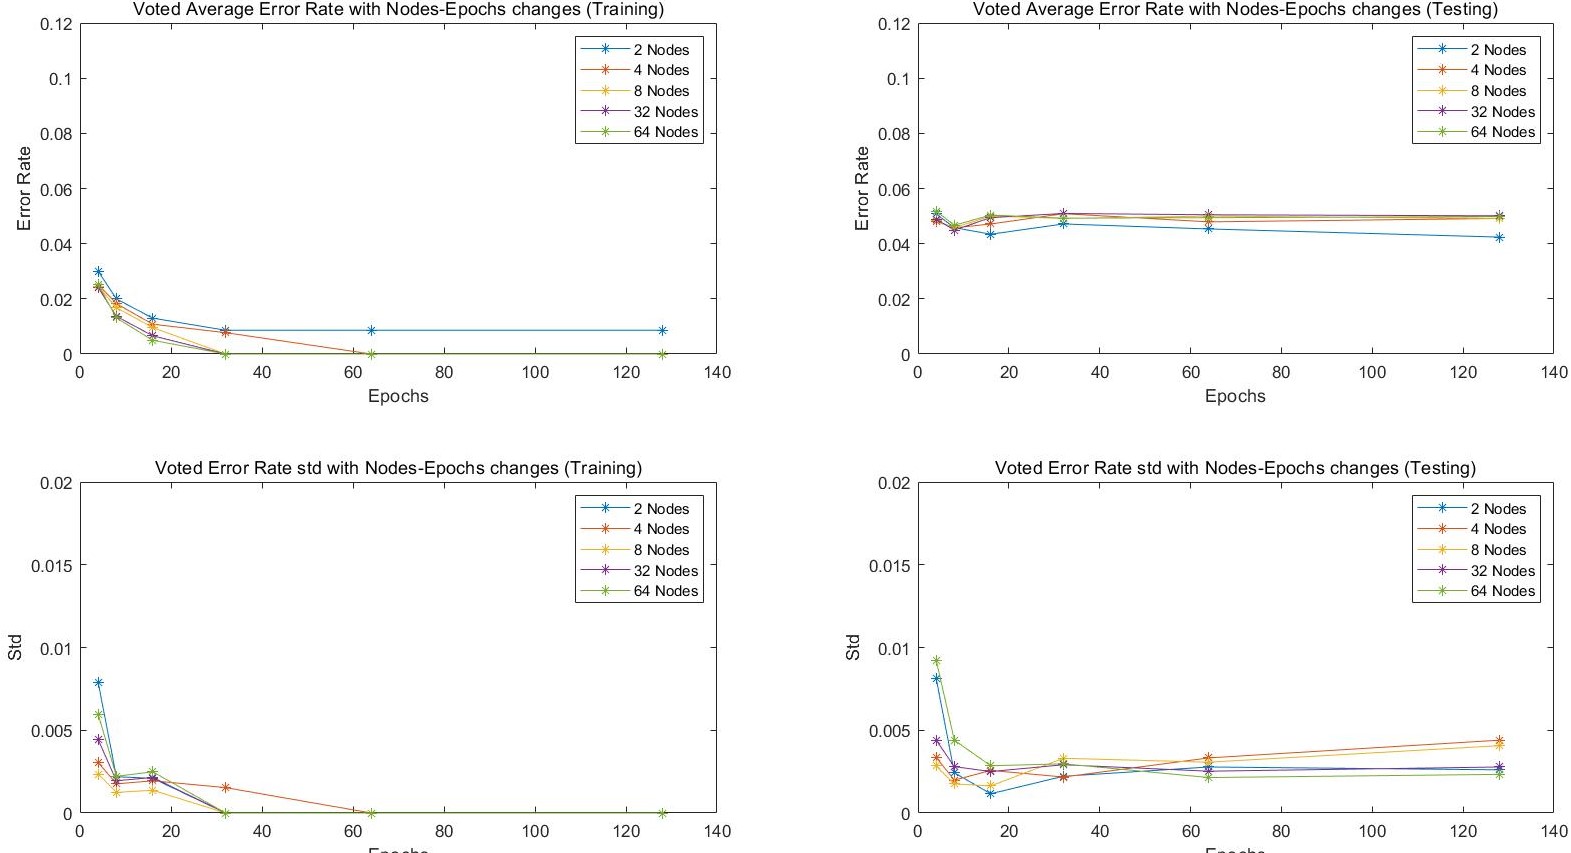 Voted Average Error Rate with Nodes-Epochs changes (Training)
0.12
0.1
0.08
0.06
0.04
0.02
0
Error Rate
2 Nodes
4 Nodes
8 Nodes
32 Nodes
64 Nodes
0 20 40 60 80 100 120 140
Epochs
Voted Average Error Rate with Nodes-Epochs changes (Testing)
0.12
0.1
0.08
0.06
0.04
0.02
0
Error Rate
2 Nodes
4 Nodes
8 Nodes
32 Nodes
64 Nodes
0 20 40 60 80 100 120 140
Epochs
Voted Error Rate std with Nodes-Epochs changes (Training)
0.02
0.015
0.01
0.005
0
Std
2 Nodes
4 Nodes
8 Nodes
32 Nodes
64 Nodes
0 20 40 60 80 100 120 140
Epochs
Voted Error Rate std with Nodes-Epochs changes (Testing)
0.02
0.015
0.01
0.005
0
Std
2 Nodes
4 Nodes
8 Nodes
32 Nodes
64 Nodes
0 20 40 60 80 100 120 140
Epochs